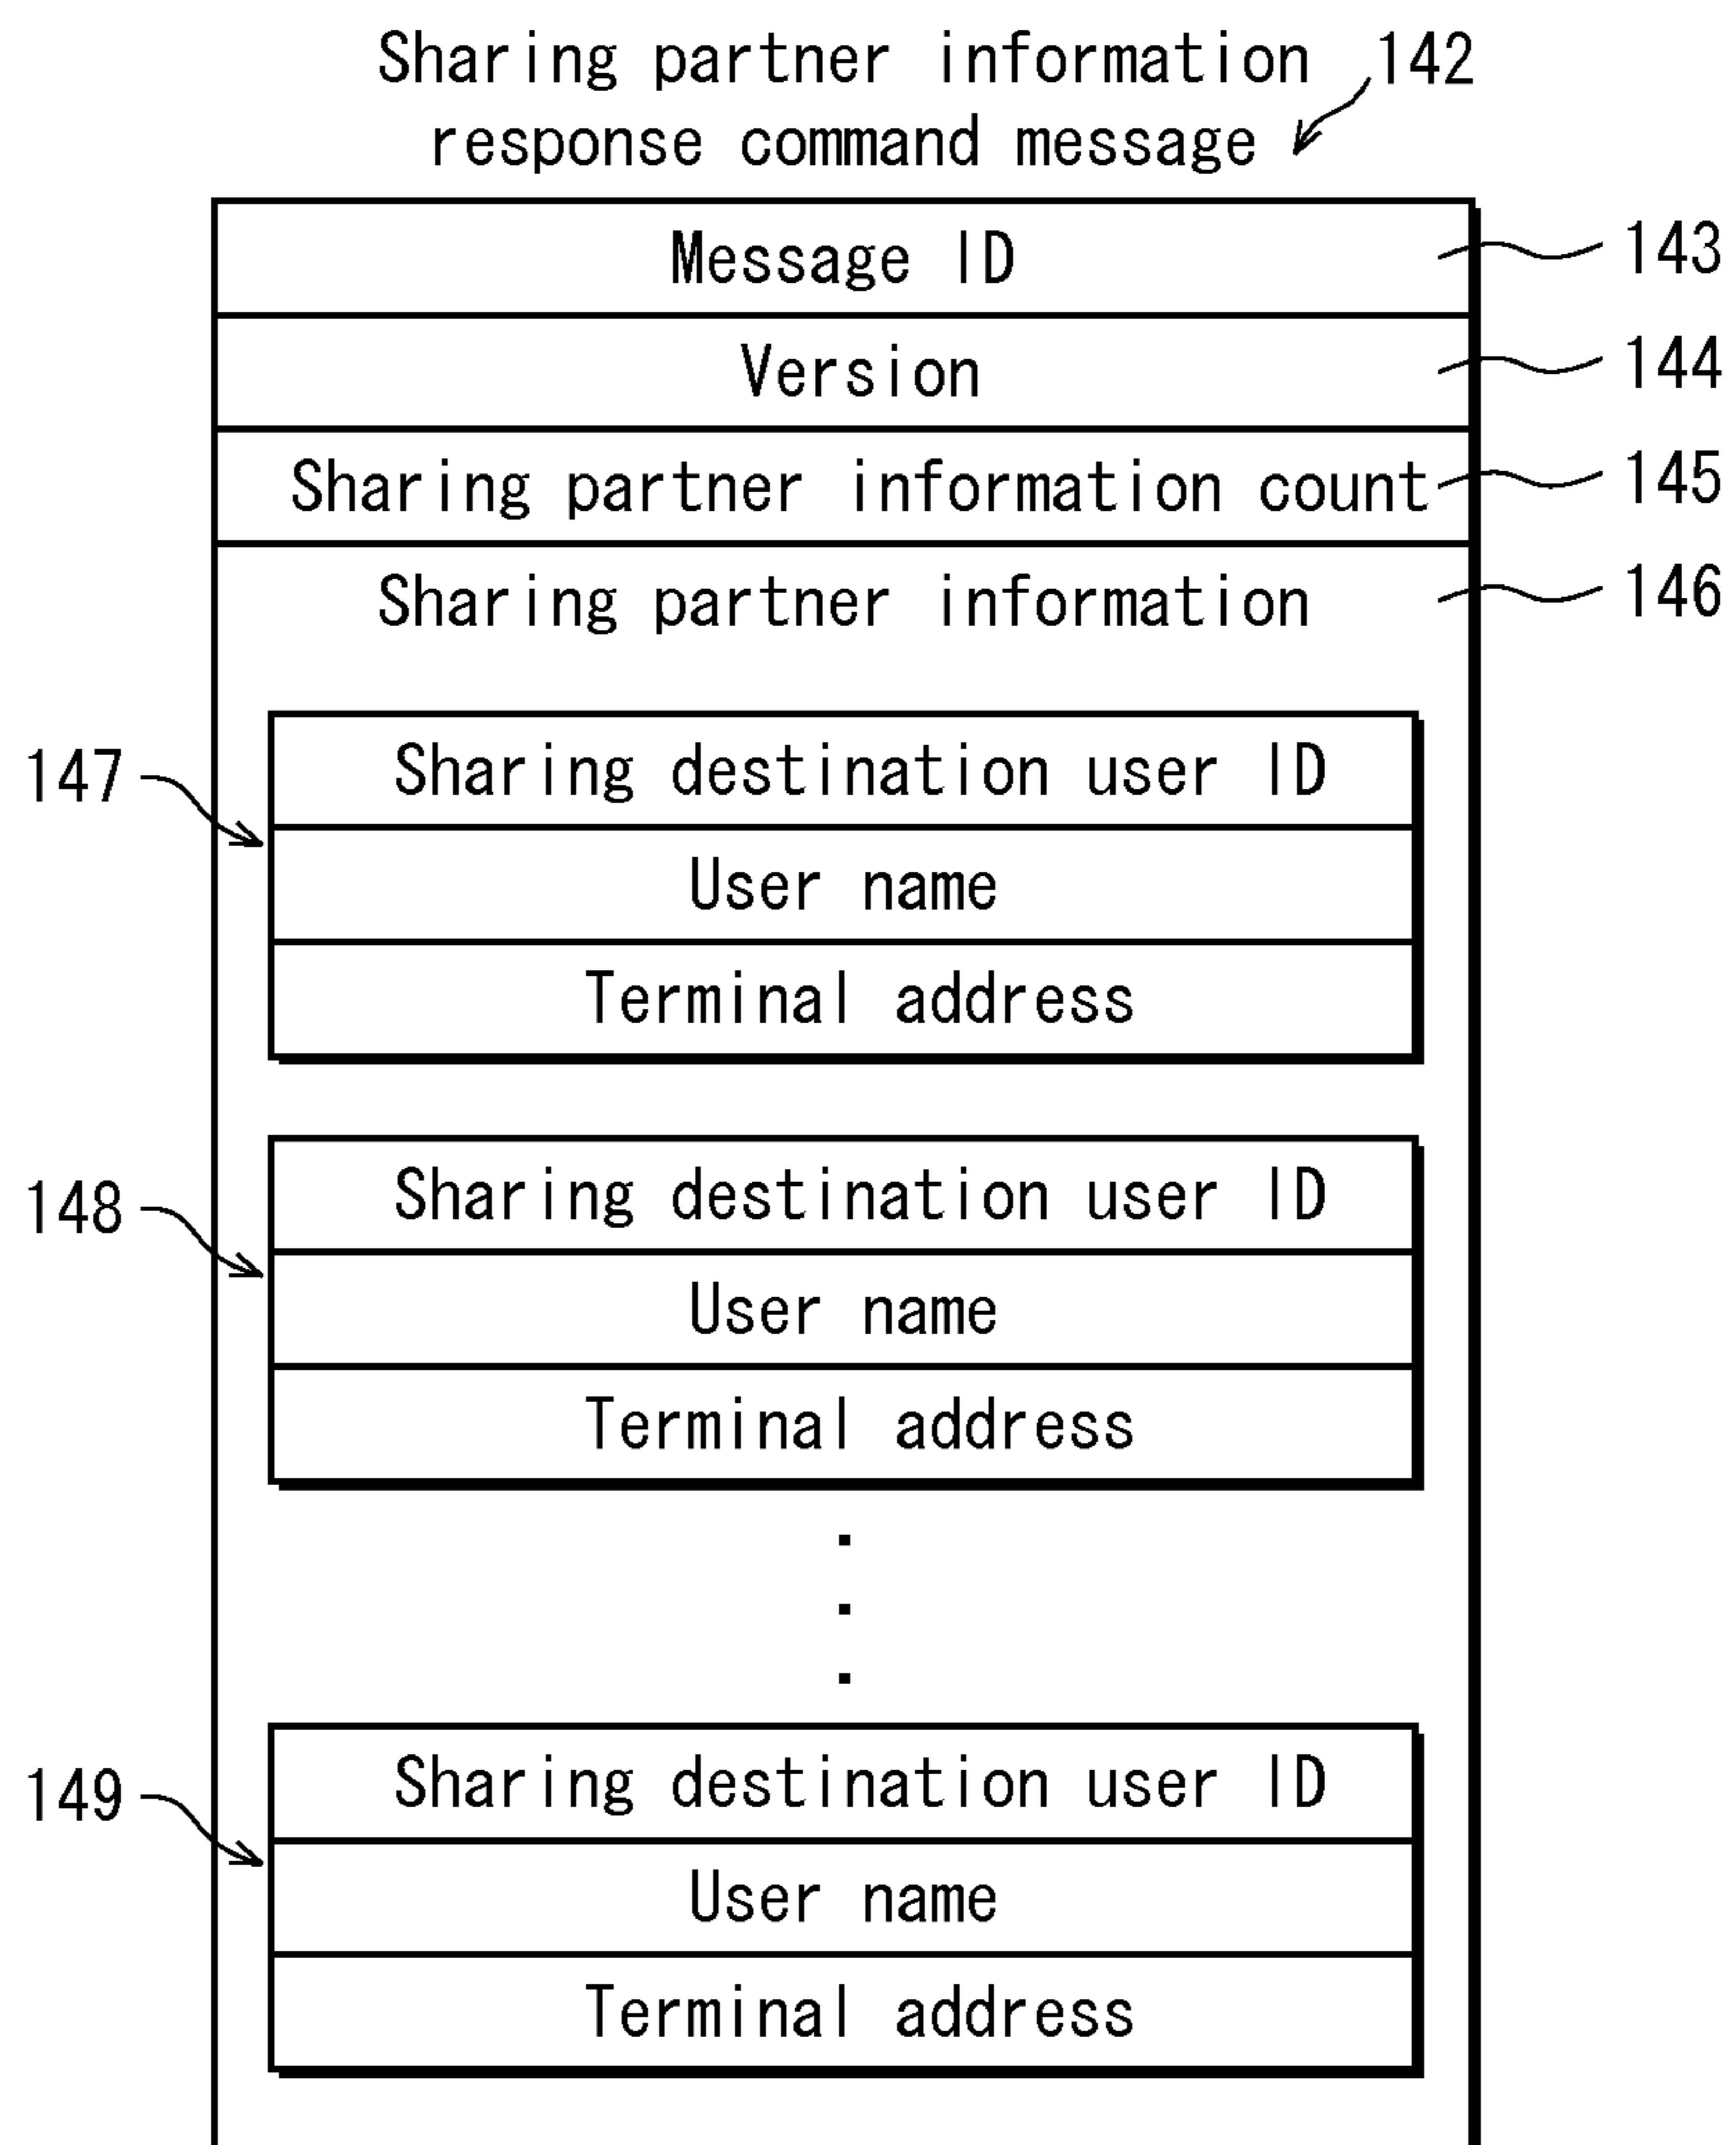 Sharing partner information 142
response command message
Message ID 143
Version 144
Sharing partner information count 145
Sharing partner information 146
147 Sharing destination user ID
User name
Terminal address
148 Sharing destination user ID
User name
Terminal address
149 Sharing destination user ID
User name
Terminal address